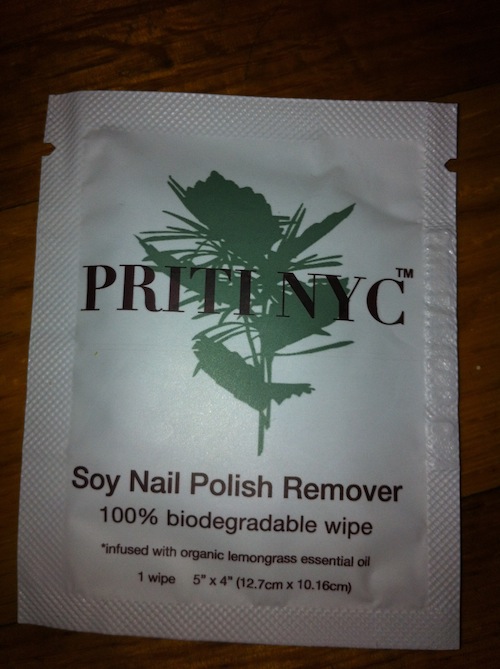 PRITI NYC™
Soy Nail Polish Remover
100% biodegradable wipe
*infused with organic lemongrass essential oil
1 wipe 5" x 4" (12.7cm x 10.16cm)